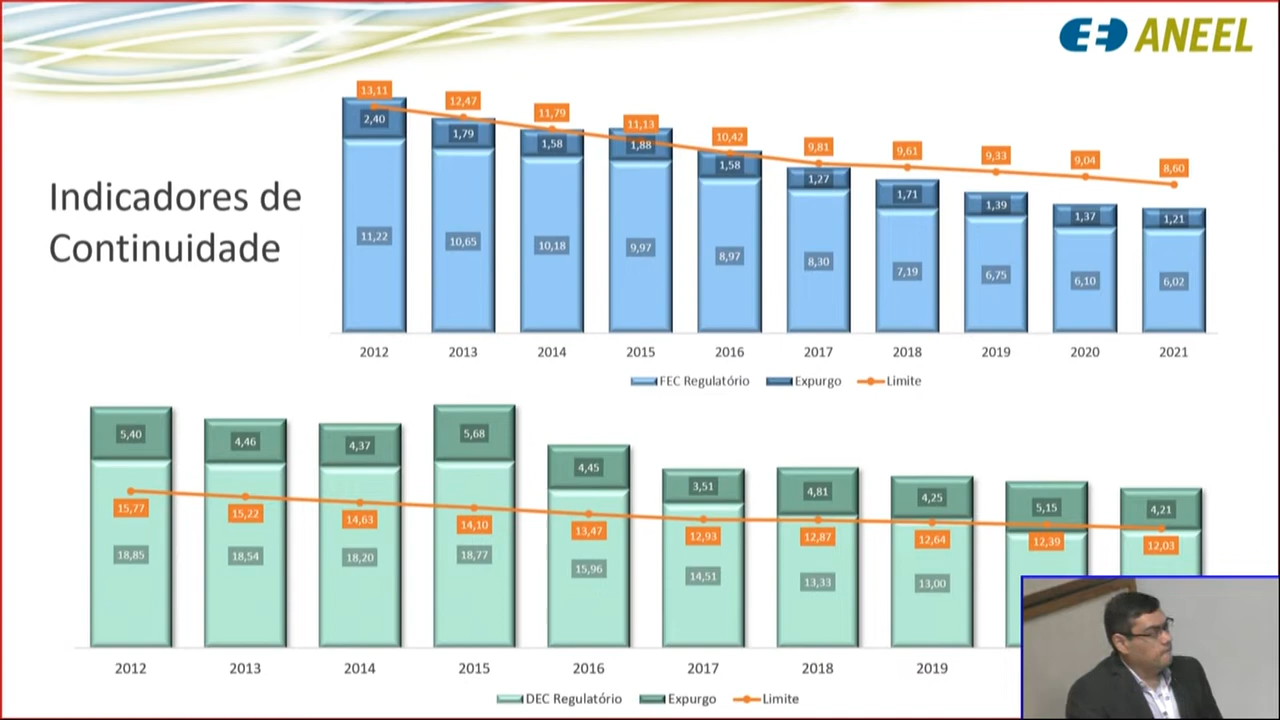 ANEEL
Indicadores de
Continuidade
13,11 12,47 11,79 11,13 10,42 9,81 9,61 9,33 9,04 8,60
2,40 1,79 1,58 1,88 1,58 1,27 1,71 1,39 1,37 1,21
11,22 10,65 10,18 9,97 8,97 8,30 7,19 6,75 6,10 6,02
2012 2013 2014 2015 2016 2017 2018 2019 2020 2021
FEC Regulatório Expurgo Limite
5,40 4,46 4,37 5,68 4,45 3,51 4,81 4,25 5,15 4,21
15,77 15,22 14,63 14,10 13,47 12,93 12,87 12,64 12,39 12,03
18,85 18,54 18,20 18,77 15,96 14,51 13,33 13,00
2012 2013 2014 2015 2016 2017 2018 2019
DEC Regulatório Expurgo Limite